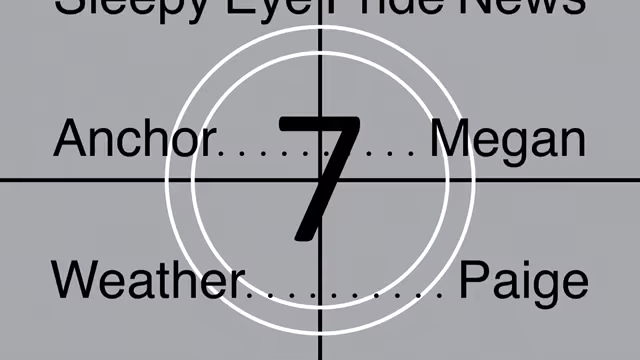 Sleepy Eye Pride News
Anchor.......... Megan
7
Weather.......... Paige